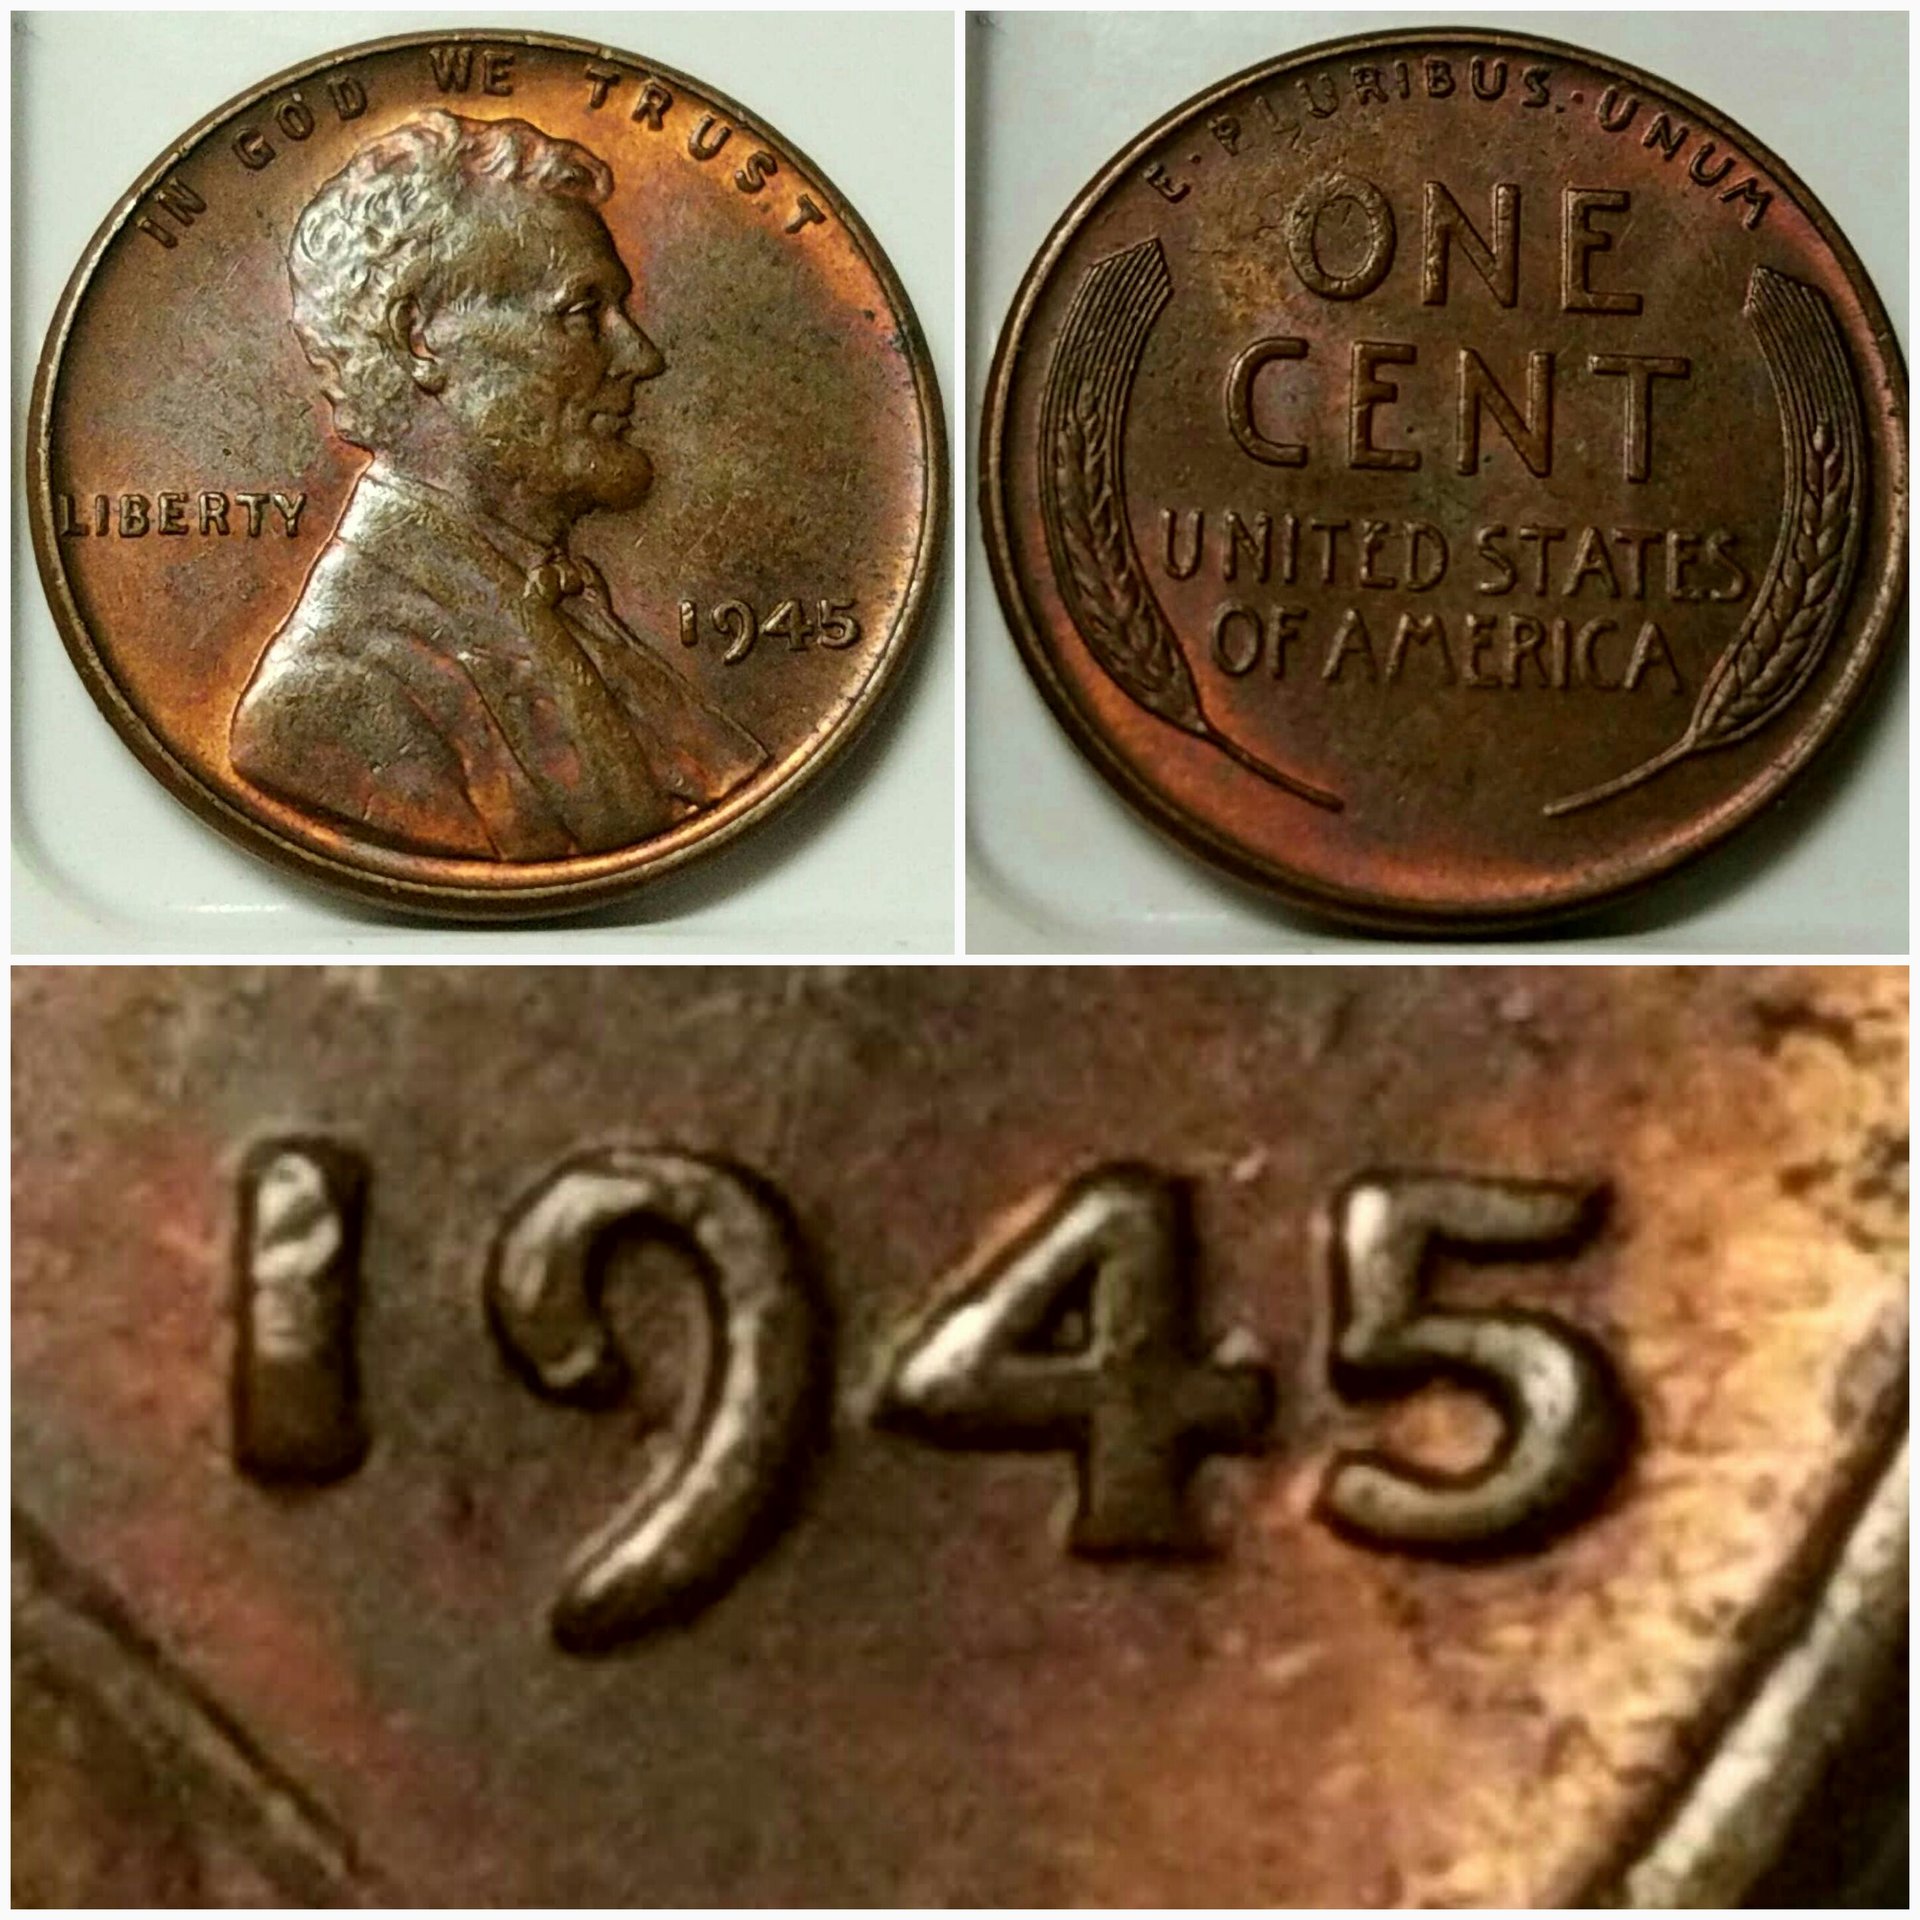 IN GOD WE TRUST
LIBERTY
1945
E·PLURIBUS·UNUM
ONE
CENT
UNITED STATES
OF AMERICA
1945